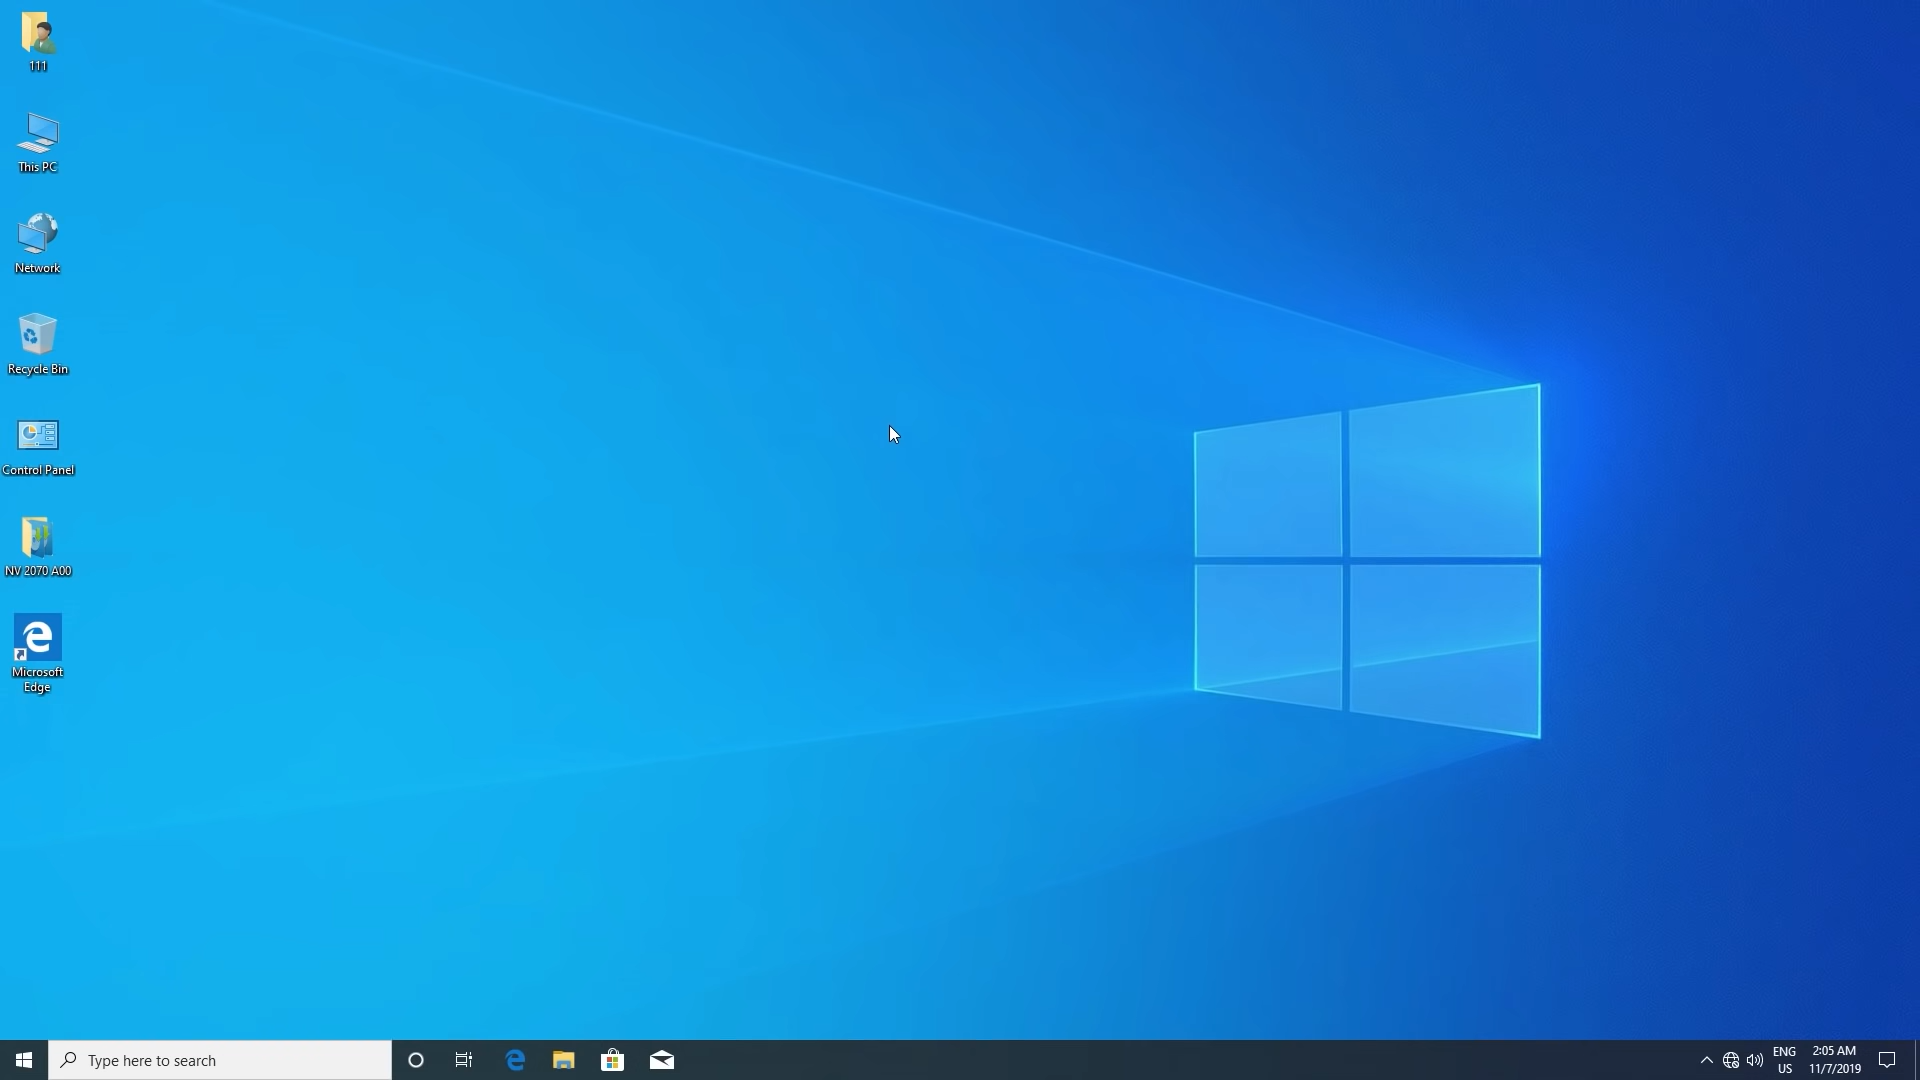 111
This PC
Network
Recycle Bin
Control Panel
NV 2070 A00
Microsoft
Edge
Type here to search
ENG
US
2:05 AM
11/7/2019